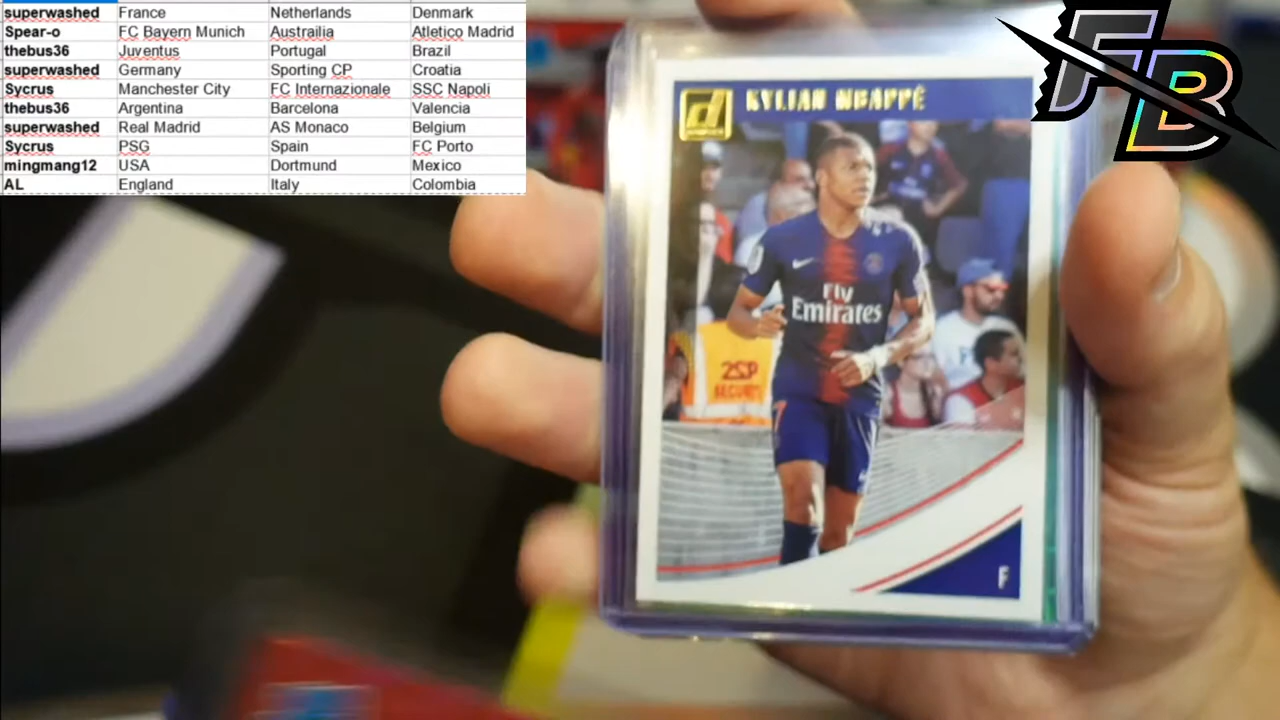 superwashed France Netherlands Denmark
Spear-o FC Bayern Munich Austrailia Atletico Madrid
thebus36 Juventus Portugal Brazil
superwashed Germany Sporting CP Croatia
Sycrus Manchester City FC Internazionale SSC Napoli
thebus36 Argentina Barcelona Valencia
superwashed Real Madrid AS Monaco Belgium
Sycrus PSG Spain FC Porto
mingmang12 USA Dortmund Mexico
AL England Italy Colombia
FB
KYLIAN MBAPPÉ
Fly
Emirates
2SP
F